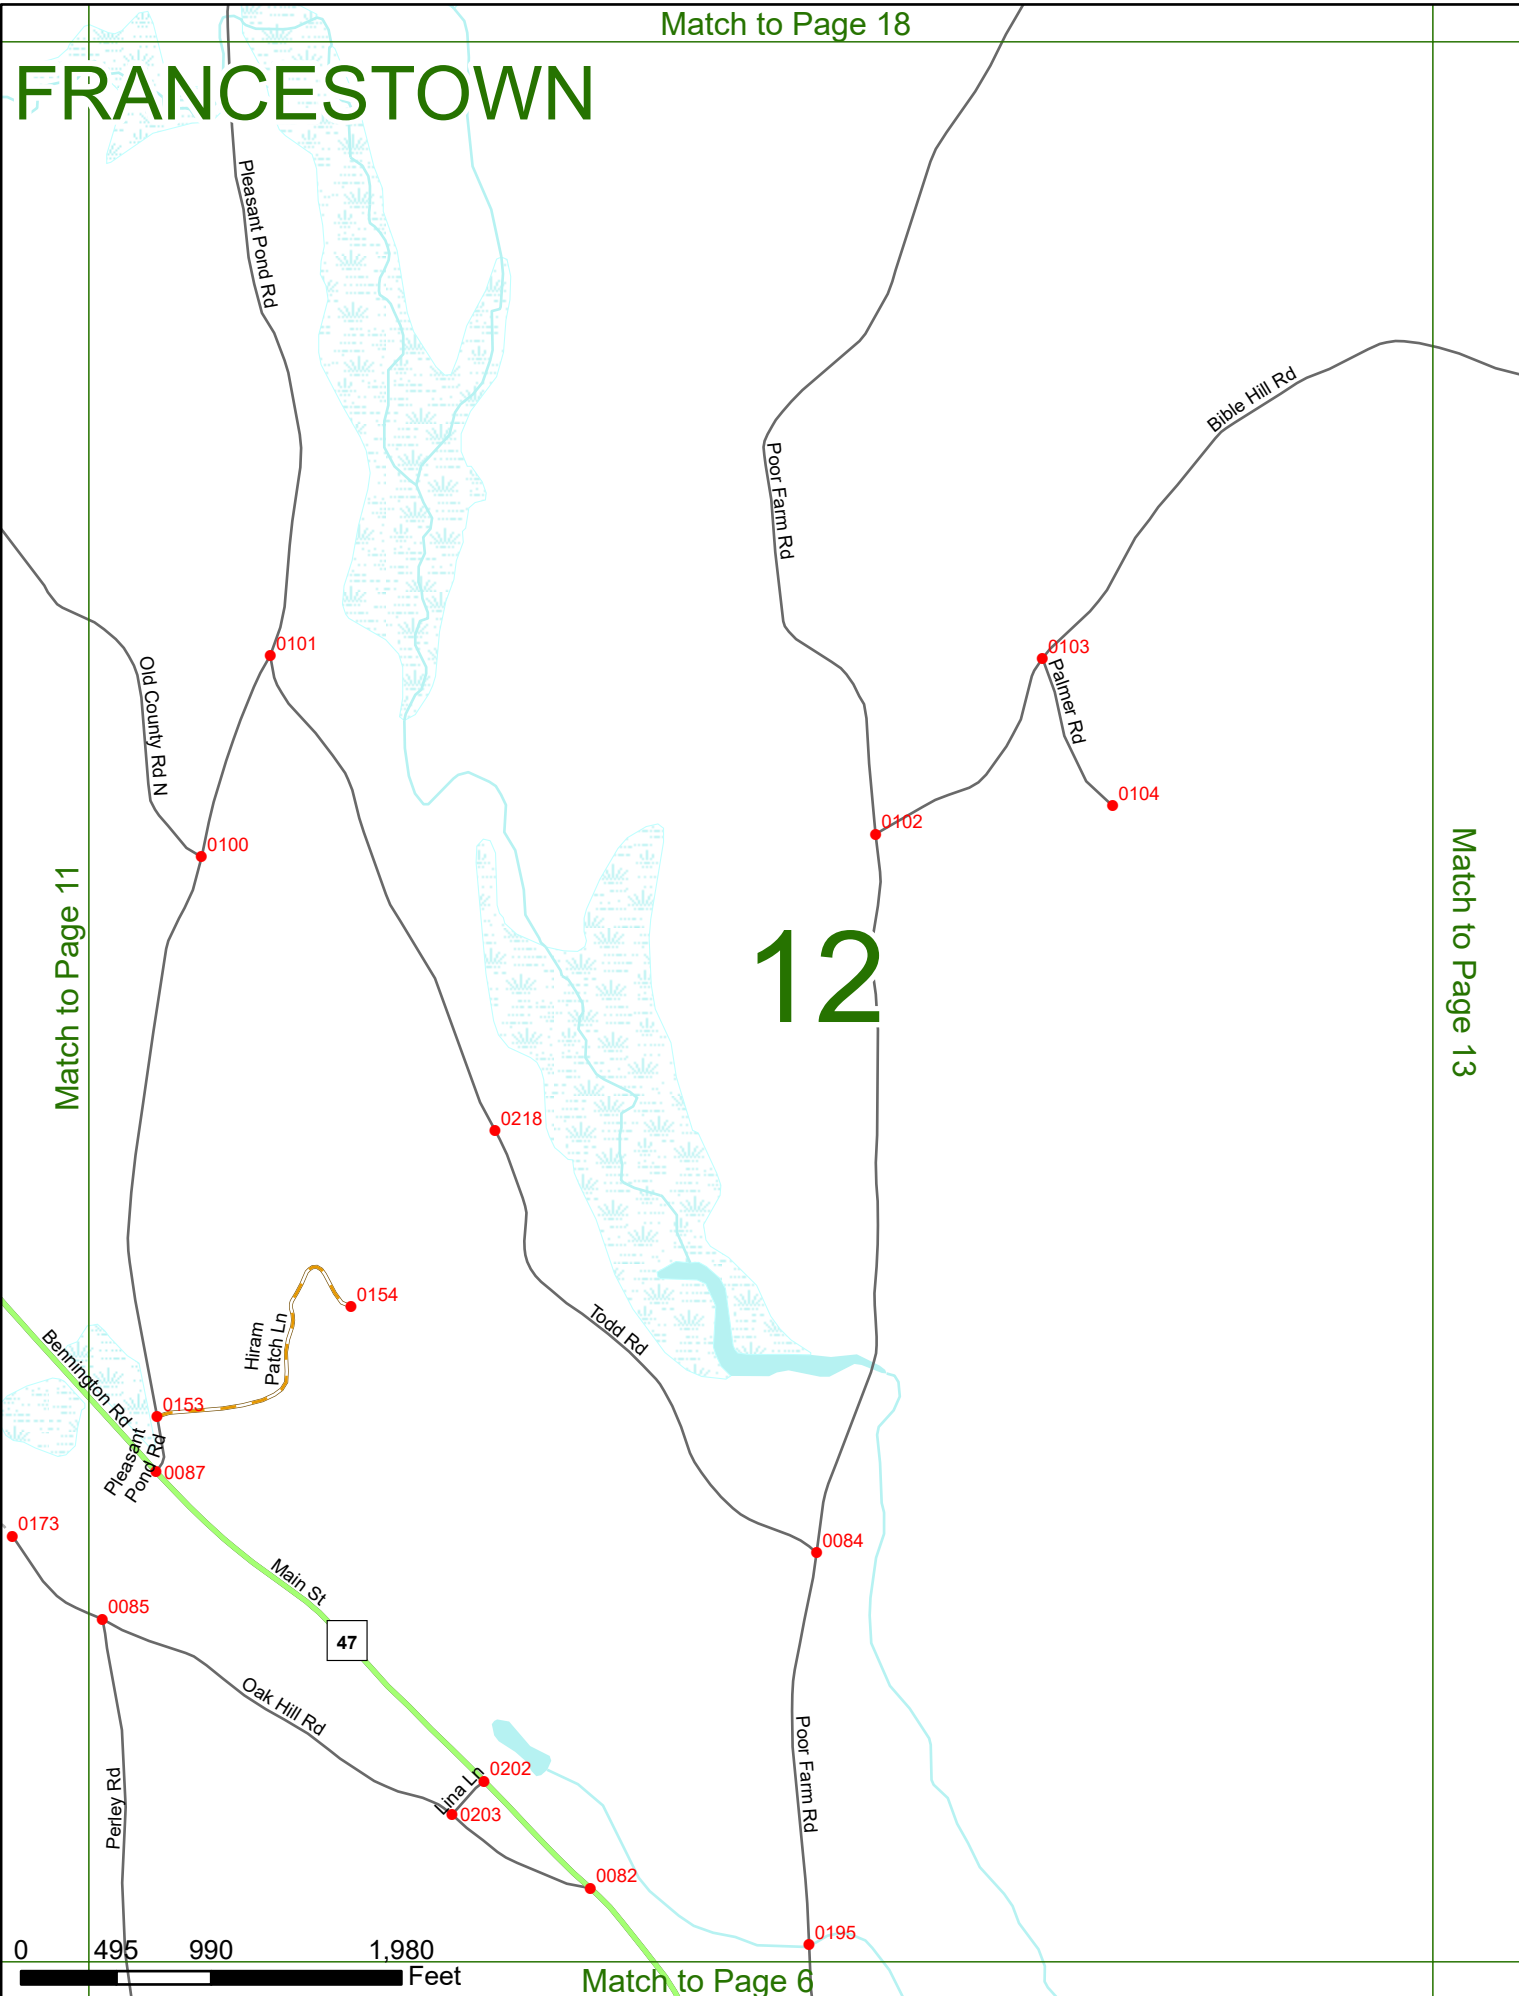 Match to Page 18
FRANCESTOWN
Pleasant Pond Rd
Bible Hill Rd
Poor Farm Rd
0101
0103
Old County Rd N
Palmer Rd
0104
0102
0100
Match to Page 11
12
Match to Page 13
0218
0154
Hiram
Patch Ln
Todd Rd
Bennington Rd
0153
Pleasant
Pond Rd
0087
0173
0084
Main St
0085
47
Oak Hill Rd
Poor Farm Rd
Perley Rd
0202
Lina Ln
0203
0082
0195
0 495 990 1,980
Feet
Match to Page 6